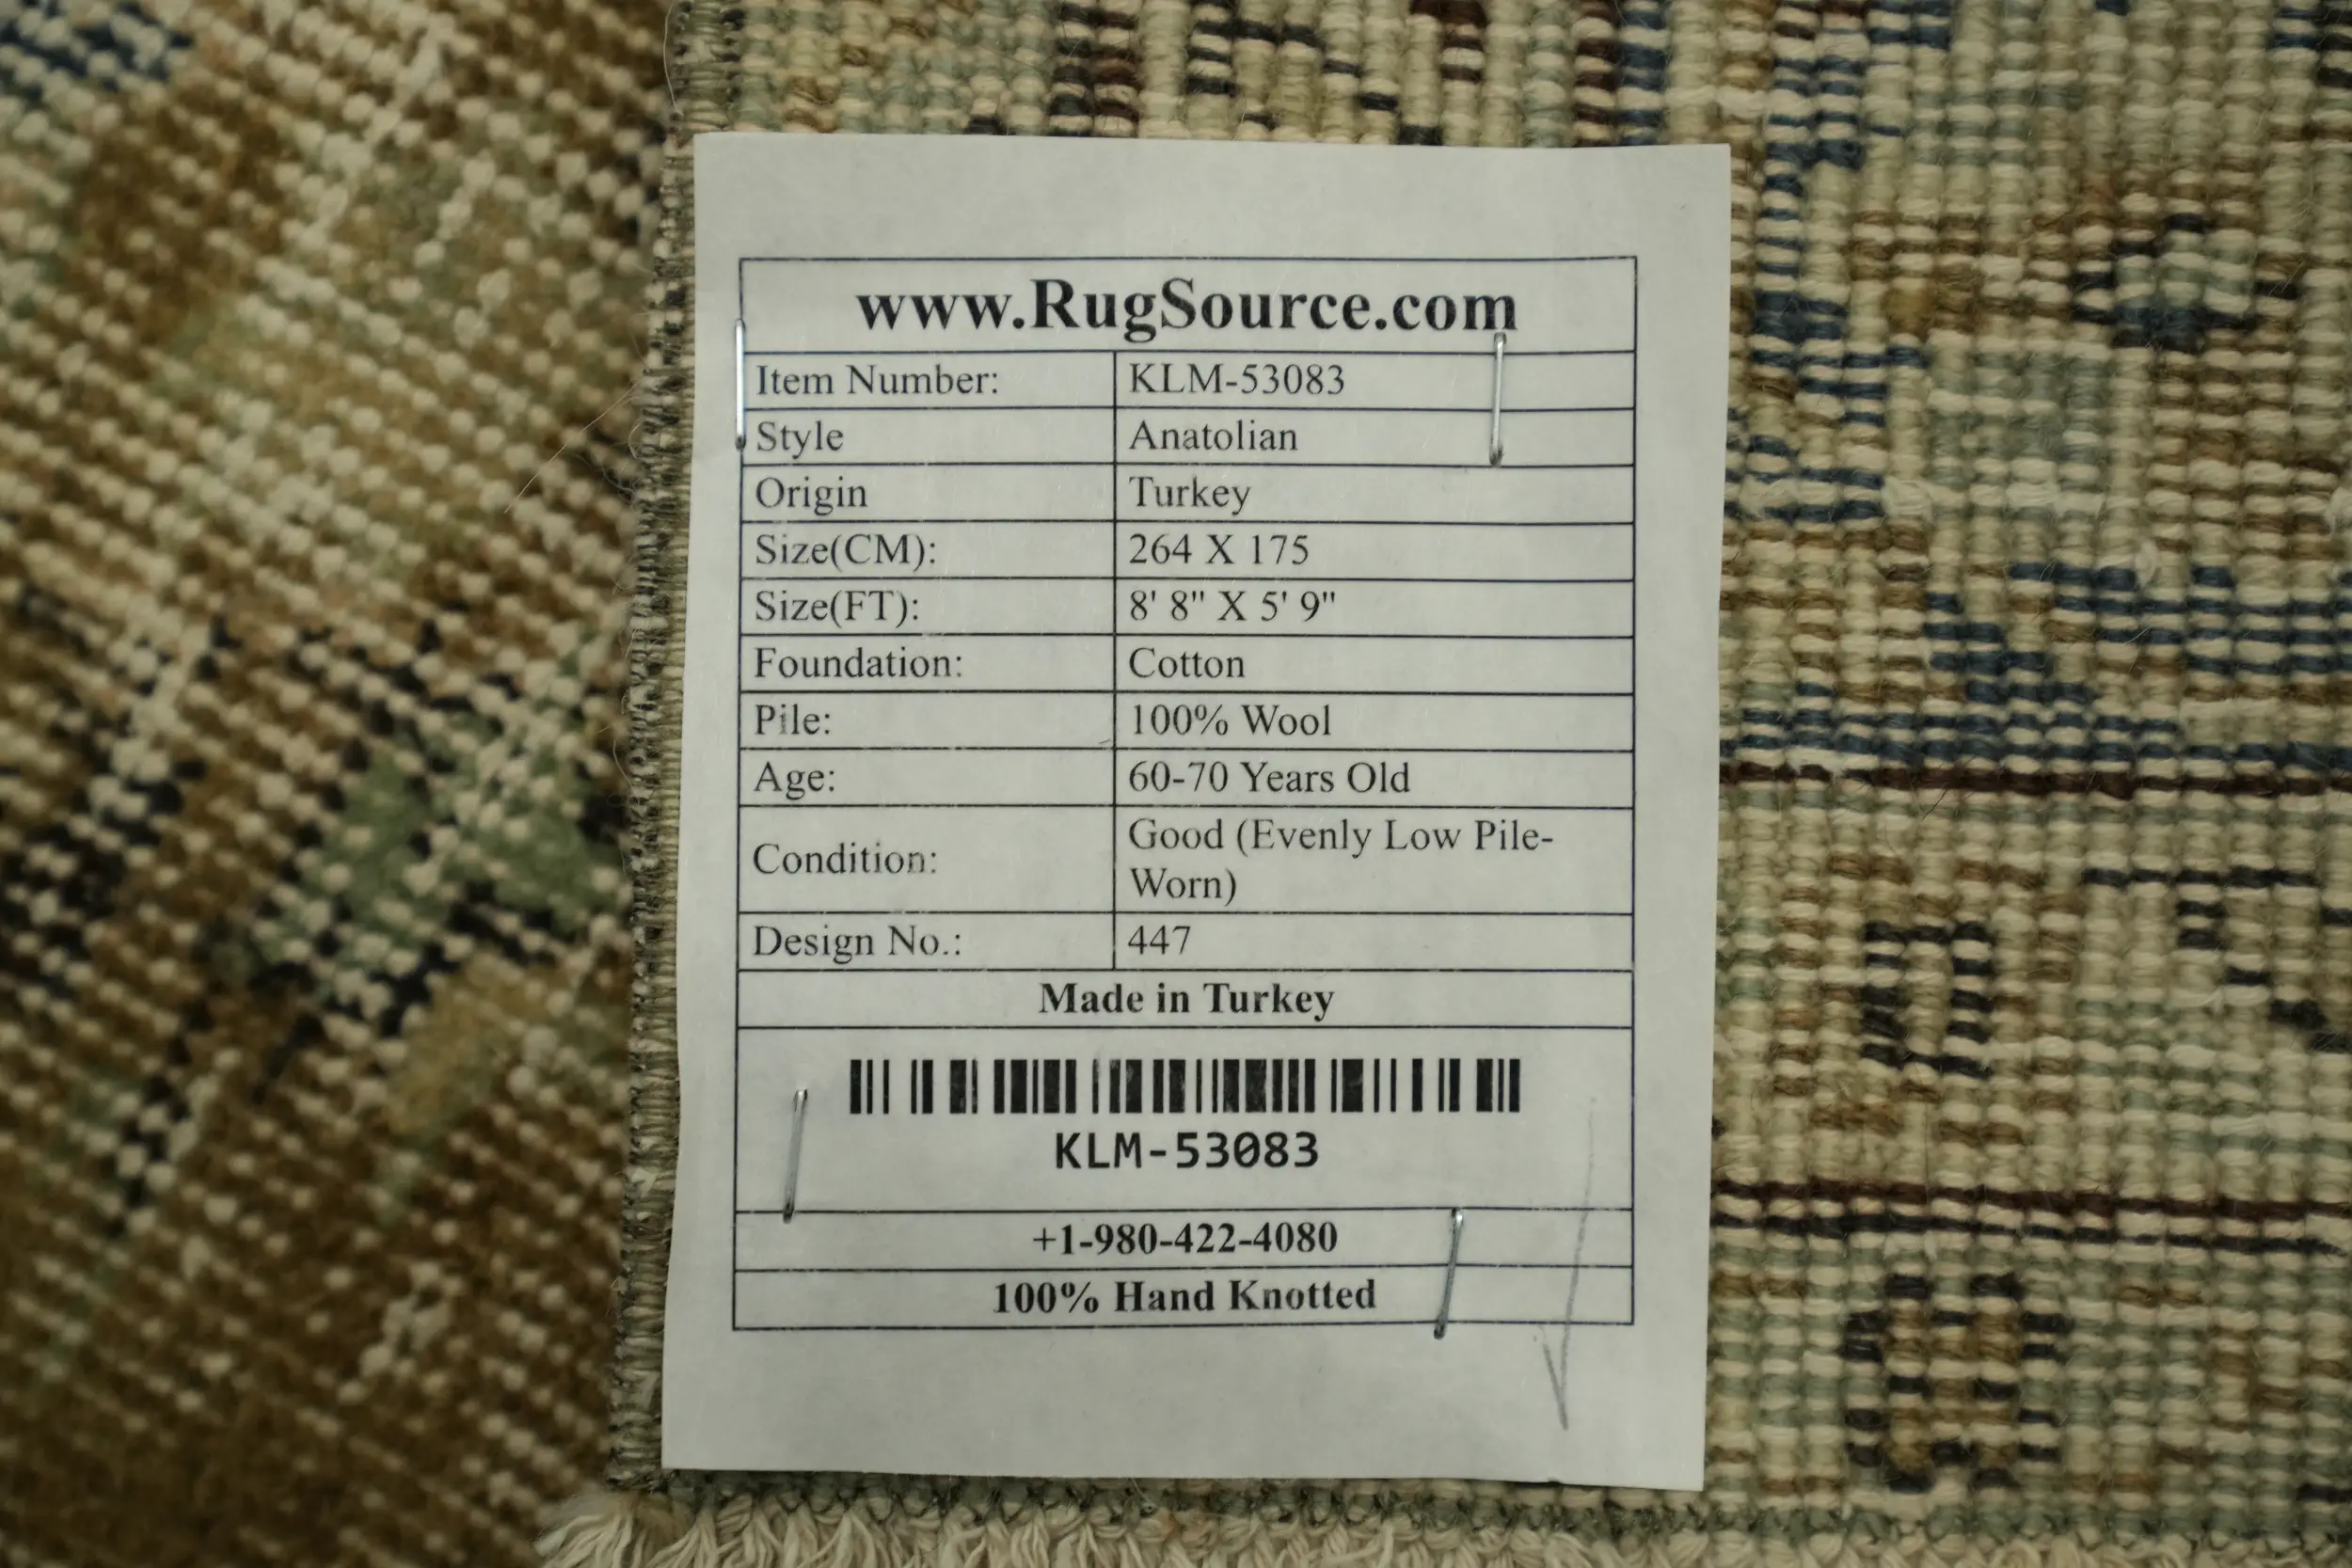 www.RugSource.com
Item Number: KLM-53083
Style Anatolian
Origin Turkey
Size(CM): 264 X 175
Size(FT): 8' 8" X 5' 9"
Foundation: Cotton
Pile: 100% Wool
Age: 60-70 Years Old
Condition: Good (Evenly Low Pile-
Worn)
Design No.: 447
Made in Turkey
KLM-53083
+1-980-422-4080
100% Hand Knotted